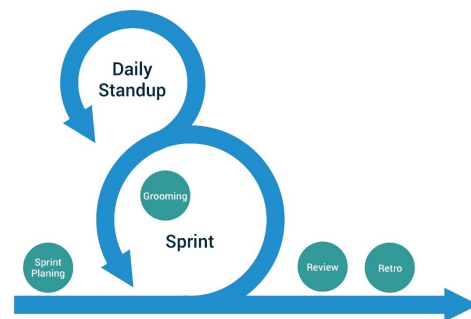 Daily
Standup
Grooming
Sprint
Sprint
Planing
Review
Retro